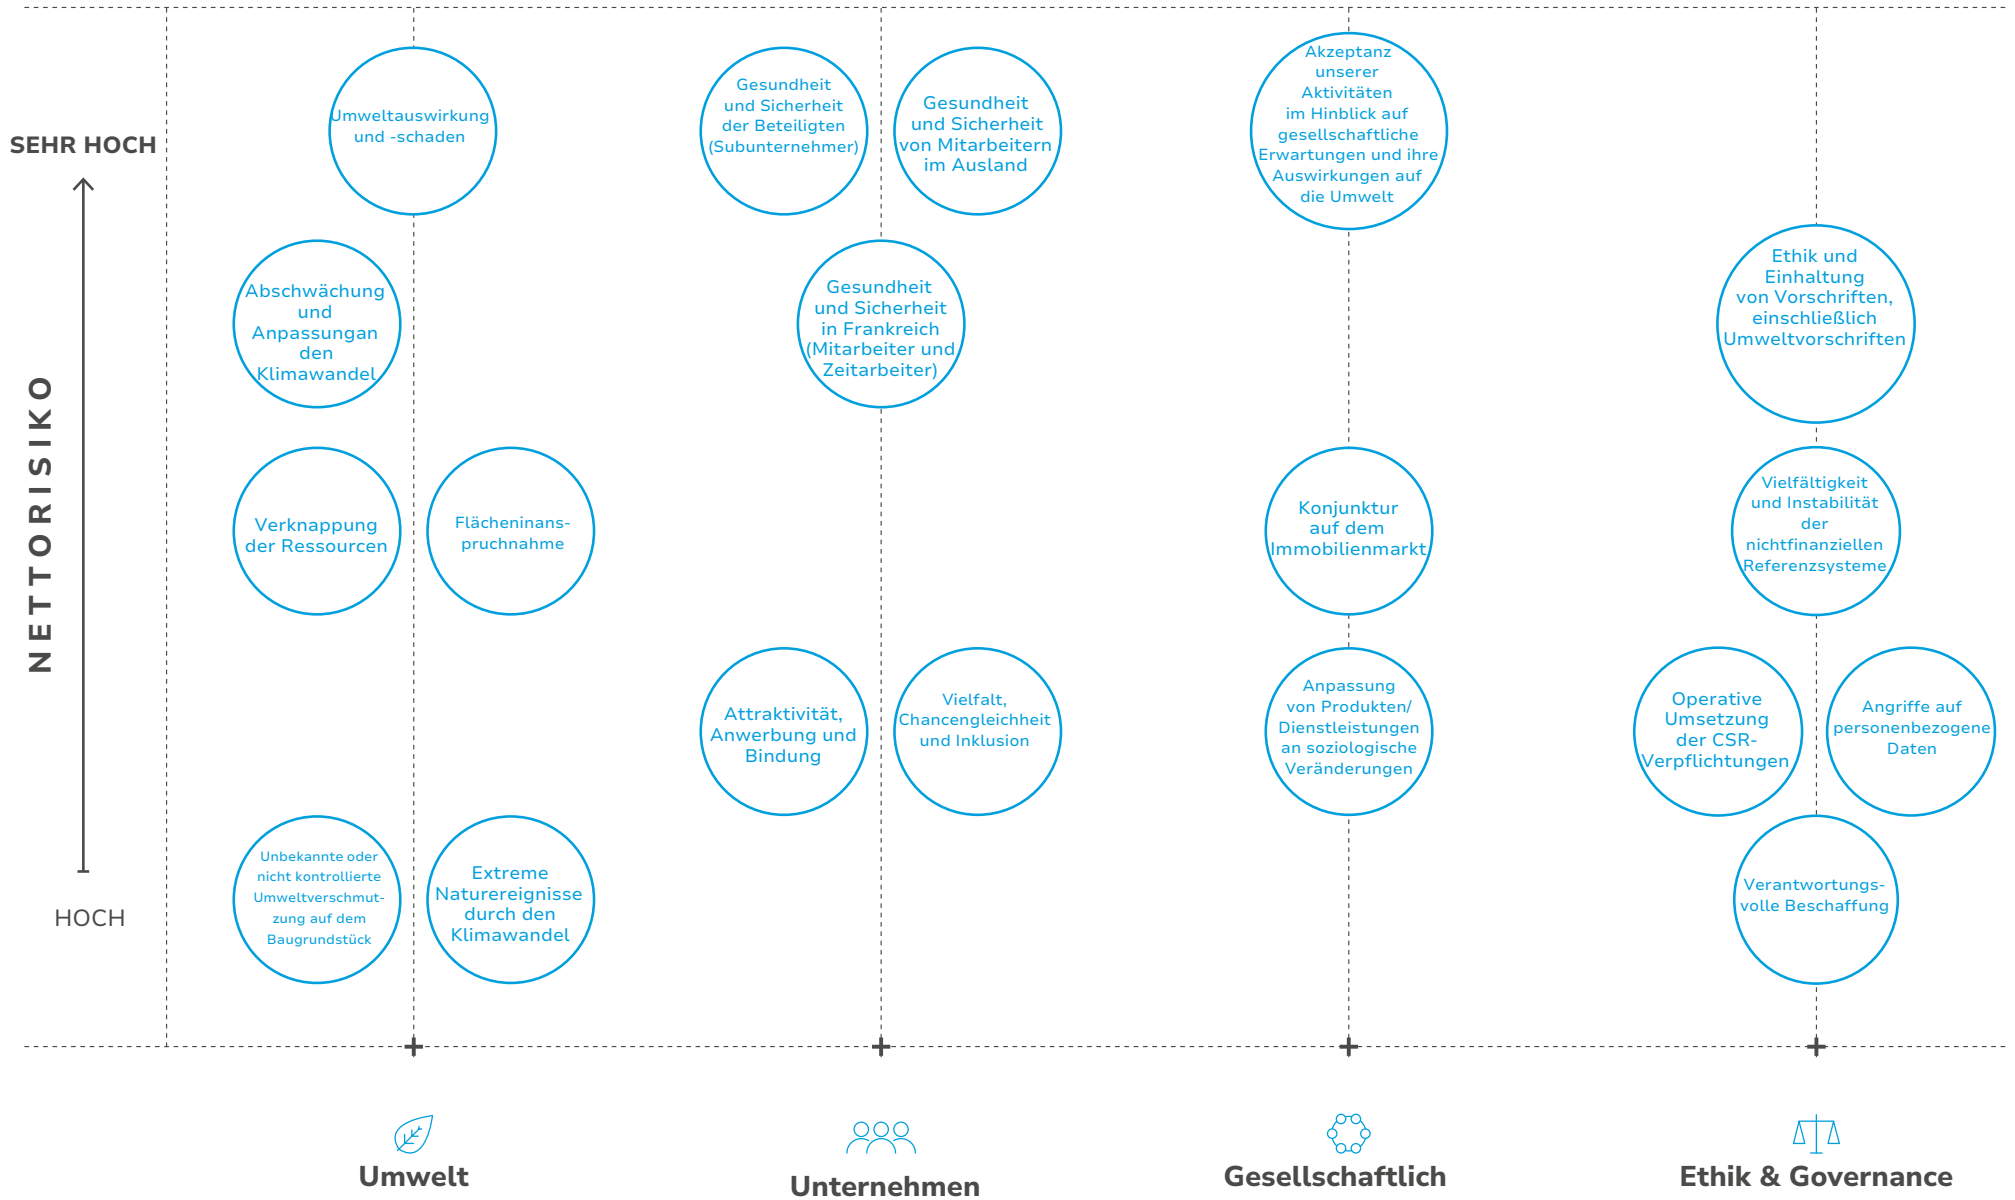 SEHR HOCH
NETTORISIKO
HOCH
Umweltauswirkung
und -schaden
Abschwächung
und
Anpassungan
den
Klimawandel
Verknappung
der Ressourcen
Flächeninans-
pruchnahme
Unbekannte oder
nicht kontrollierte
Umweltverschmut-
zung auf dem
Baugrundstück
Extreme
Naturereignisse
durch den
Klimawandel
Umwelt
Gesundheit
und Sicherheit
der Beteiligten
(Subunternehmer)
Gesundheit
und Sicherheit
von Mitarbeitern
im Ausland
Gesundheit
und Sicherheit
in Frankreich
(Mitarbeiter und
Zeitarbeiter)
Attraktivität,
Anwerbung und
Bindung
Vielfalt,
Chancengleichheit
und Inklusion
Unternehmen
Akzeptanz
unserer
Aktivitäten
im Hinblick auf
gesellschaftliche
Erwartungen und ihre
Auswirkungen auf
die Umwelt
Konjunktur
auf dem
Immobilienmarkt
Anpassung
von Produkten/
Dienstleistungen
an soziologische
Veränderungen
Gesellschaftlich
Ethik und
Einhaltung
von Vorschriften,
einschließlich
Umweltvorschriften
Vielfältigkeit
und Instabilität
der
nichtfinanziellen
Referenzsysteme
Operative
Umsetzung
der CSR-
Verpflichtungen
Angriffe auf
personenbezogene
Daten
Verantwortungs-
volle Beschaffung
Ethik & Governance